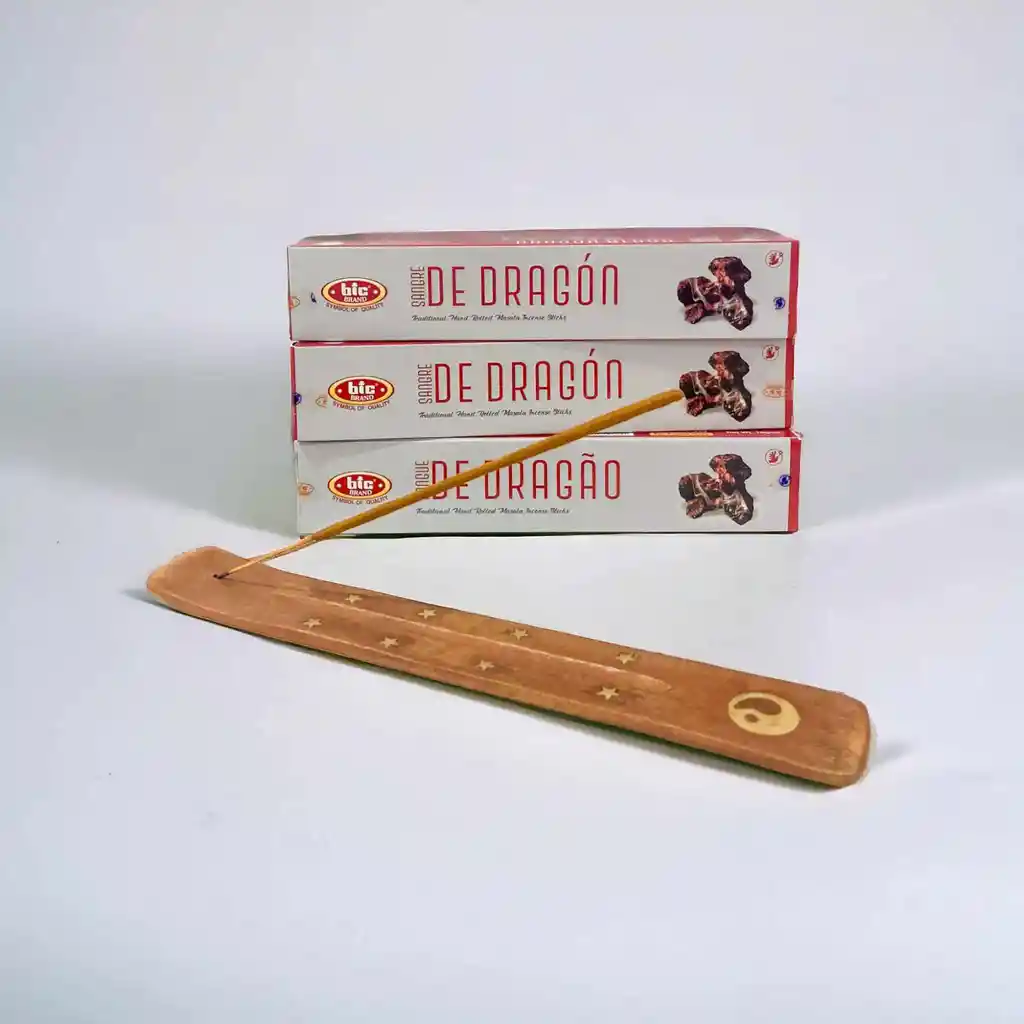 bic®
BRAND
SYMBOL OF QUALITY
SANGRE
DE DRAGÓN
Traditional Hand Rolled Masala Incense Sticks
bic®
BRAND
SYMBOL OF QUALITY
SANGRE
DE DRAGÓN
Traditional Hand Rolled Masala Incense Sticks
bic®
BRAND
SYMBOL OF QUALITY
DE DRAGÃO
Traditional Hand Rolled Masala Incense Sticks